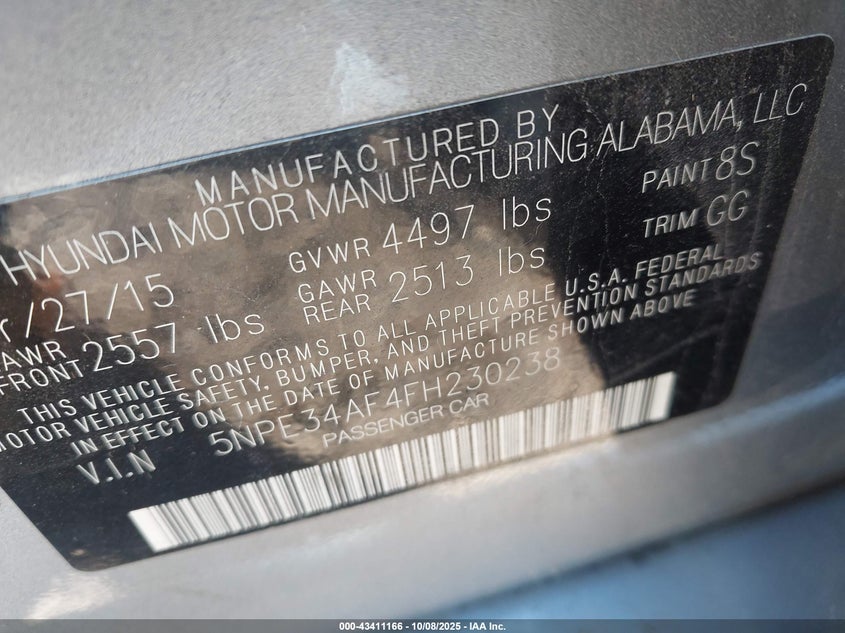 MANUFACTURED BY
HYUNDAI MOTOR MANUFACTURING ALABAMA, LLC
r/27/15 GVWR 4497 lbs PAINT 8S
GAWR REAR 2513 lbs TRIM GG
AWR FRONT 2557 lbs
THIS VEHICLE CONFORMS TO ALL APPLICABLE U.S.A. FEDERAL
MOTOR VEHICLE SAFETY, BUMPER, AND THEFT PREVENTION STANDARDS
IN EFFECT ON THE DATE OF MANUFACTURE SHOWN ABOVE
V.I.N 5NPE34AF4FH230238
PASSENGER CAR
000-43411166 - 10/08/2025 - IAA Inc.